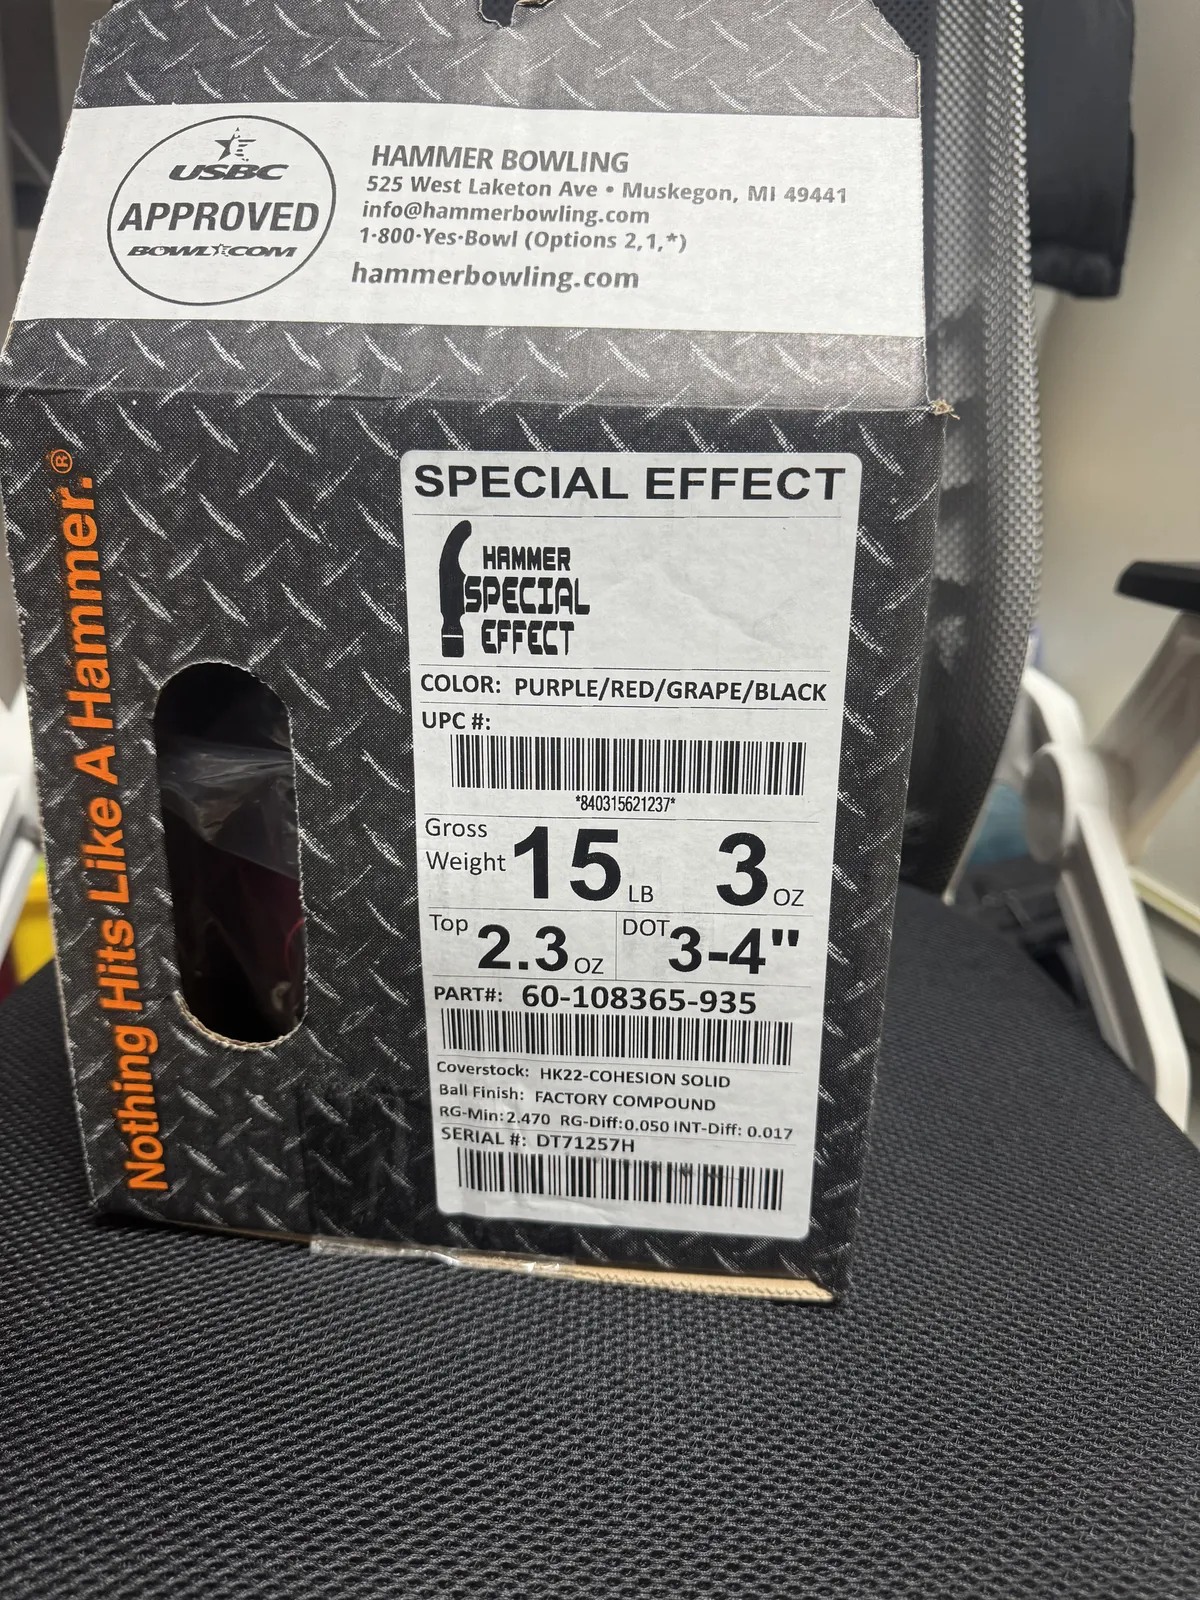 USBC
APPROVED
BOWL★COM
HAMMER BOWLING
525 West Laketon Ave • Muskegon, MI 49441
info@hammerbowling.com
1-800-Yes-Bowl (Options 2,1,*)
hammerbowling.com
Nothing Hits Like A Hammer.®
SPECIAL EFFECT
HAMMER
SPECIAL
EFFECT
COLOR: PURPLE/RED/GRAPE/BLACK
UPC #:
*840315621237*
Gross Weight 15 LB 3 OZ
Top 2.3 OZ DOT 3-4"
PART#: 60-108365-935
Coverstock: HK22-COHESION SOLID
Ball Finish: FACTORY COMPOUND
RG-Min: 2.470 RG-Diff: 0.050 INT-Diff: 0.017
SERIAL #: DT71257H